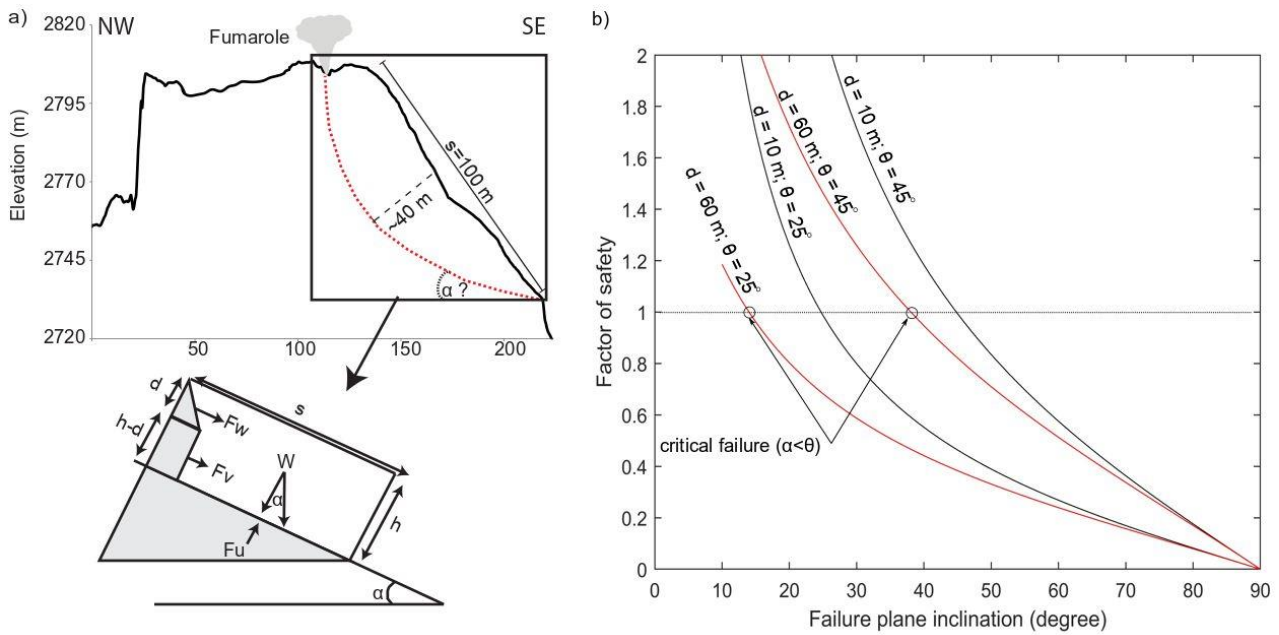 a)
NW
SE
Fumarole
2820
2795
2770
2745
2720
Elevation (m)
s=100 m
~40 m
α ?
50
100
150
200
d
h-d
s
Fw
Fv
W
α
h
Fu
α
b)
2
1.8
1.6
1.4
1.2
1
0.8
0.6
0.4
0.2
0
Factor of safety
d = 60 m; θ = 25°
d = 10 m; θ = 25°
d = 60 m; θ = 45°
d = 10 m; θ = 45°
critical failure (α<θ)
0
10
20
30
40
50
60
70
80
90
Failure plane inclination (degree)